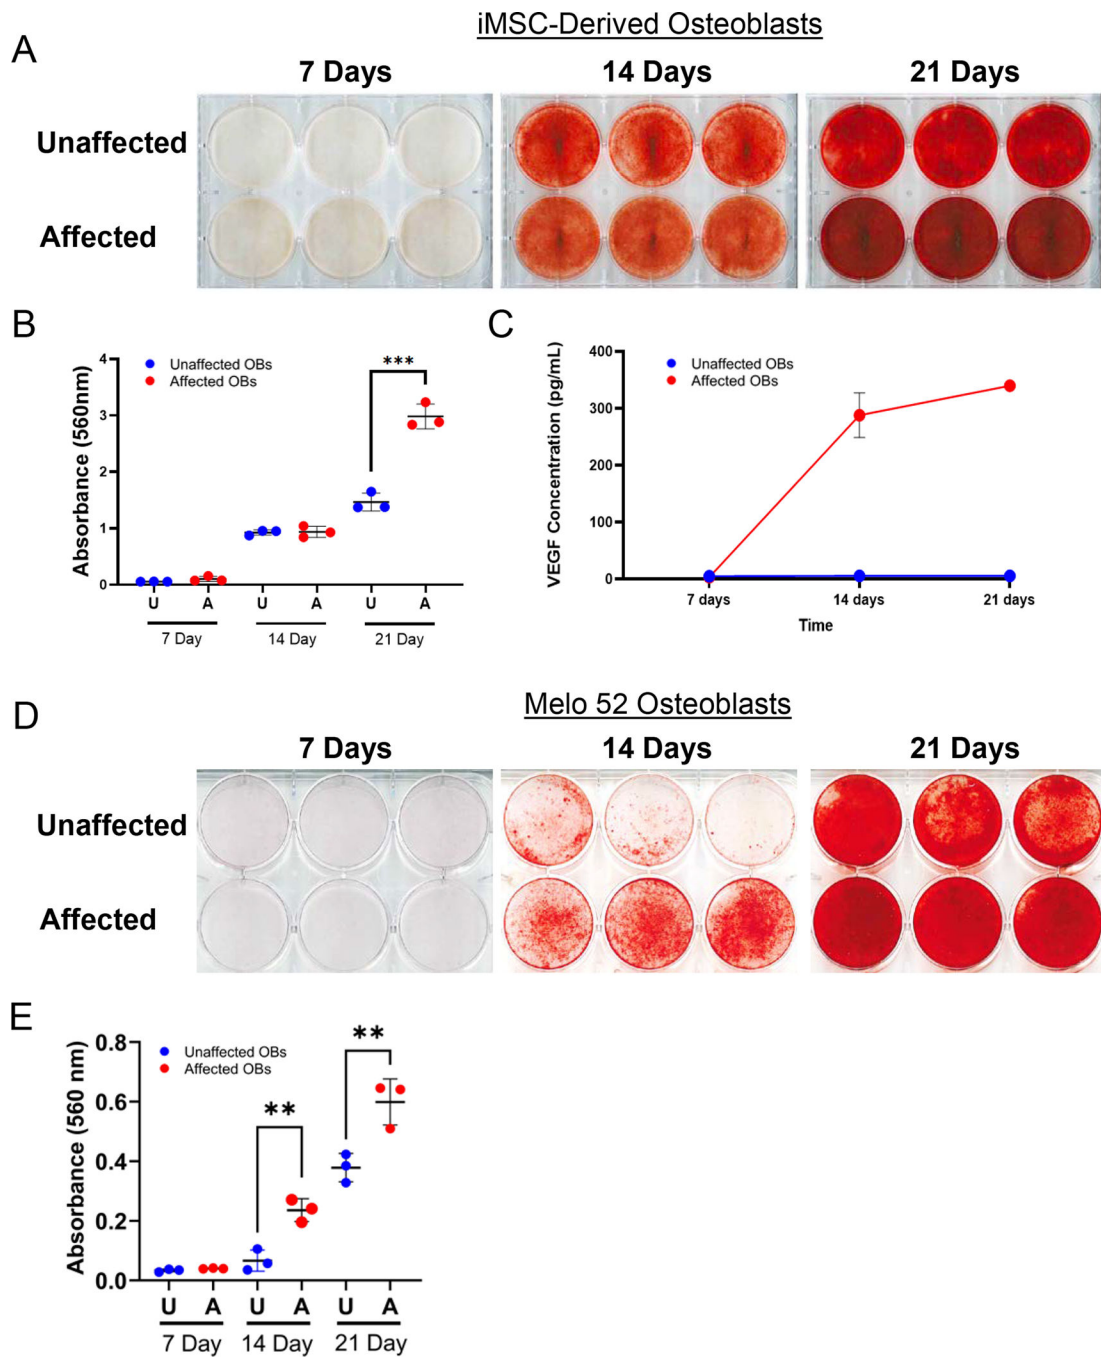 iMSC-Derived Osteoblasts
A
7 Days
14 Days
21 Days
Unaffected
Affected
B
Unaffected OBs
Affected OBs
***
Absorbance (560nm)
4
3
2
1
0
U
A
U
A
U
A
7 Day
14 Day
21 Day
C
Unaffected OBs
Affected OBs
VEGF Concentration (pg/mL)
400
300
200
100
0
7 days
14 days
21 days
Time
Melo 52 Osteoblasts
D
7 Days
14 Days
21 Days
Unaffected
Affected
E
Unaffected OBs
Affected OBs
**
**
Absorbance (560 nm)
0.8
0.6
0.4
0.2
0.0
U
A
U
A
U
A
7 Day
14 Day
21 Day